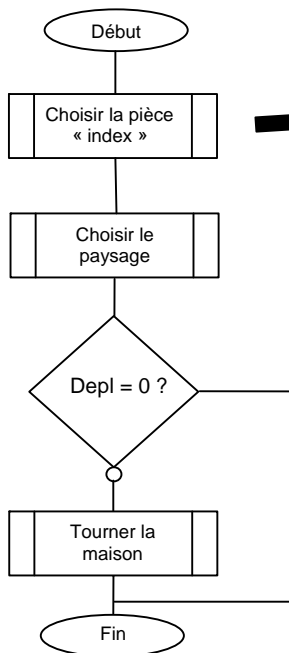 Début
Choisir la pièce
« index »
Choisir le
paysage
Depl = 0 ?
Tourner la
maison
Fin